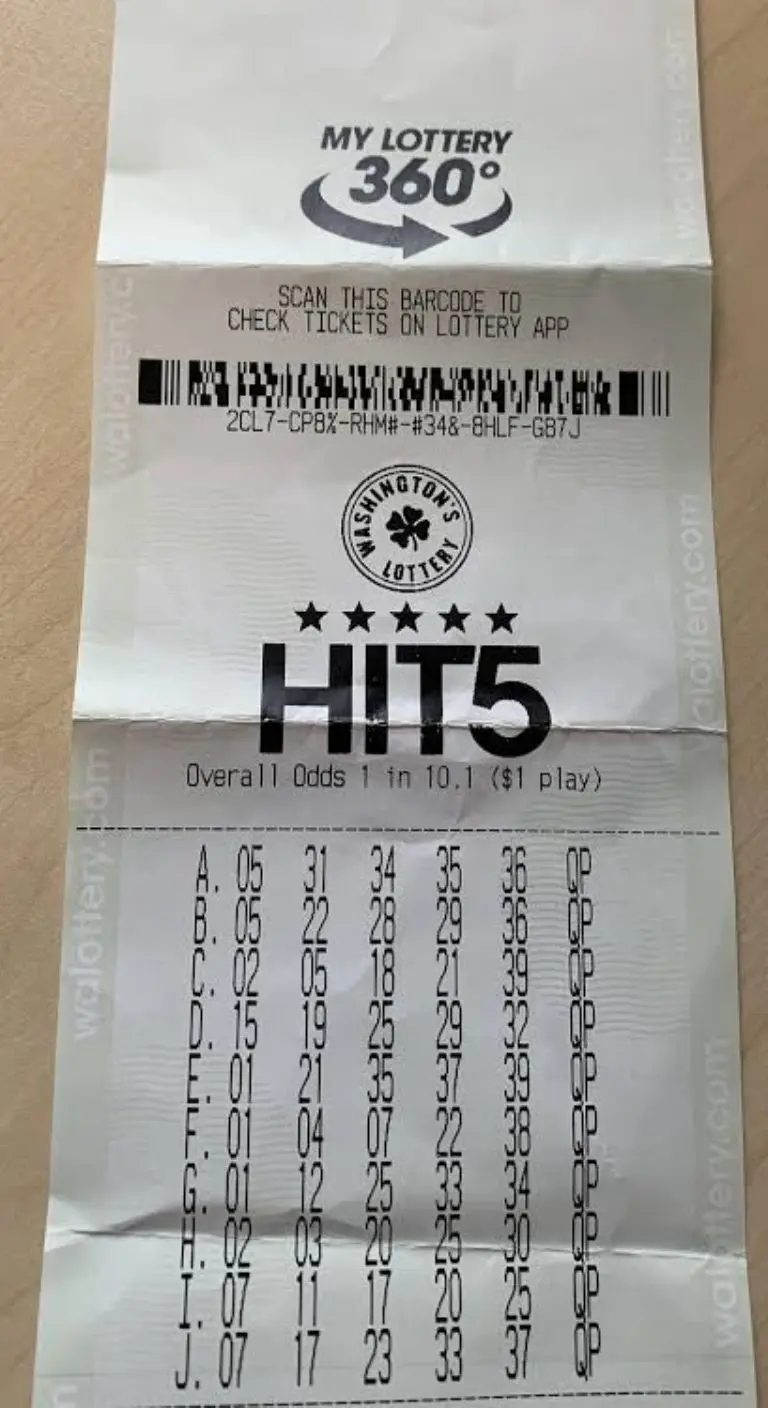 MY LOTTERY
360°
SCAN THIS BARCODE TO
CHECK TICKETS ON LOTTERY APP
2CL7-CP8%-RHM#-#34&-8HLF-GB7J
WASHINGTON'S
LOTTERY
HIT5
Overall Odds 1 in 10.1 ($1 play)
A. 05 31 34 35 36 QP
B. 05 22 28 29 36 QP
C. 02 05 18 21 39 QP
D. 15 19 25 29 32 QP
E. 01 21 35 37 39 QP
F. 01 04 07 22 38 QP
G. 01 12 25 33 34 QP
H. 02 03 20 25 30 QP
I. 07 11 17 20 25 QP
J. 07 17 23 33 37 QP
walottery.c
walottery.com
walottery.com
walottery.com
walottery.com